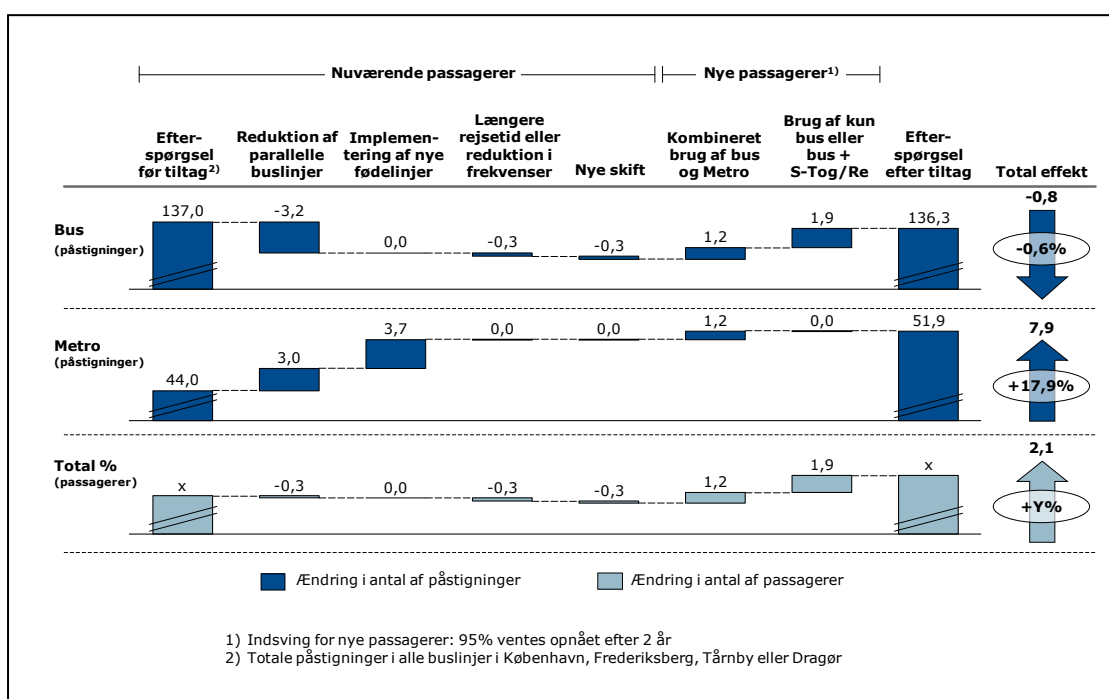 Nuværende passagerer
Nye passagerer1)
Efter-
spørgsel
før tiltag2)
Reduktion af
parallelle
buslinjer
Implemen-
tering af nye
fødelinjer
Længere
rejsetid eller
reduktion i
frekvenser
Nye skift
Kombineret
brug af bus
og Metro
Brug af kun
bus eller
bus +
S-Tog/Re
Efter-
spørgsel
efter tiltag
Total effekt
Bus
(påstigninger)
137,0
-3,2
0,0
-0,3
-0,3
1,2
1,9
136,3
-0,8
-0,6%
Metro
(påstigninger)
44,0
3,0
3,7
0,0
0,0
1,2
0,0
51,9
7,9
+17,9%
Total %
(passagerer)
x
-0,3
0,0
-0,3
-0,3
1,2
1,9
x
2,1
+Y%
Ændring i antal af påstigninger
Ændring i antal af passagerer
1) Indsving for nye passagerer: 95% ventes opnået efter 2 år
2) Totale påstigninger i alle buslinjer i København, Frederiksberg, Tårnby eller Dragør